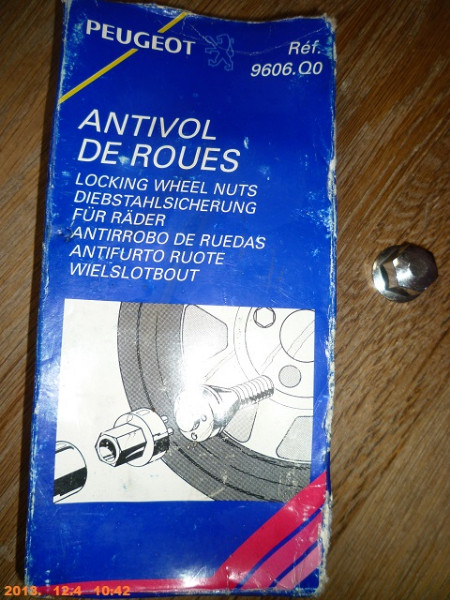 PEUGEOT
Réf.
9606.Q0
ANTIVOL
DE ROUES
LOCKING WHEEL NUTS
DIEBSTAHLSICHERUNG
FÜR RÄDER
ANTIRROBO DE RUEDAS
ANTIFURTO RUOTE
WIELSLOTBOUT
2018. 12.4 10:42